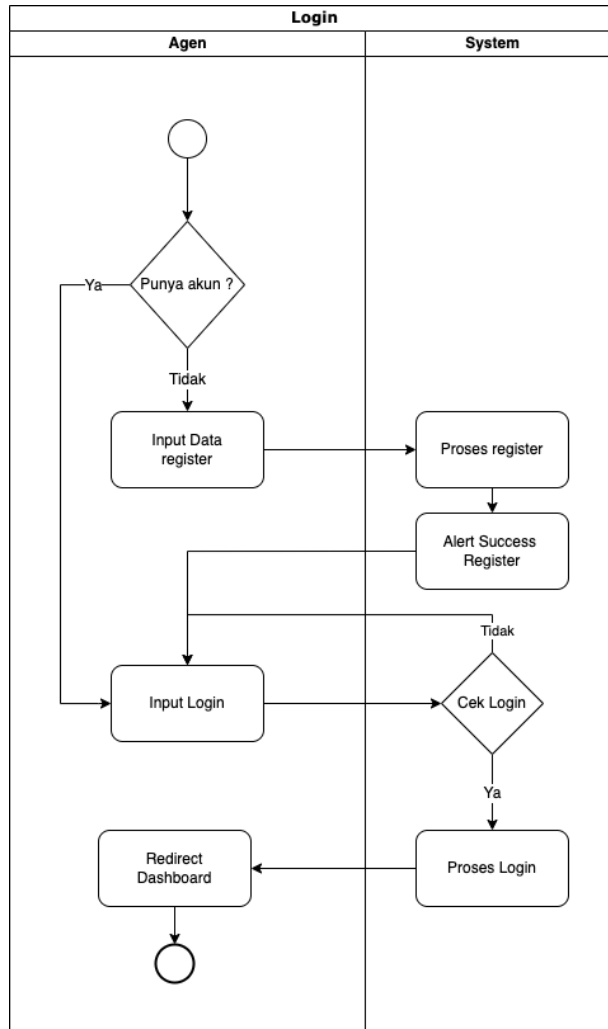 Login
Agen
System
Punya akun ?
Ya
Tidak
Input Data
register
Proses register
Alert Success
Register
Tidak
Input Login
Cek Login
Ya
Redirect
Dashboard
Proses Login